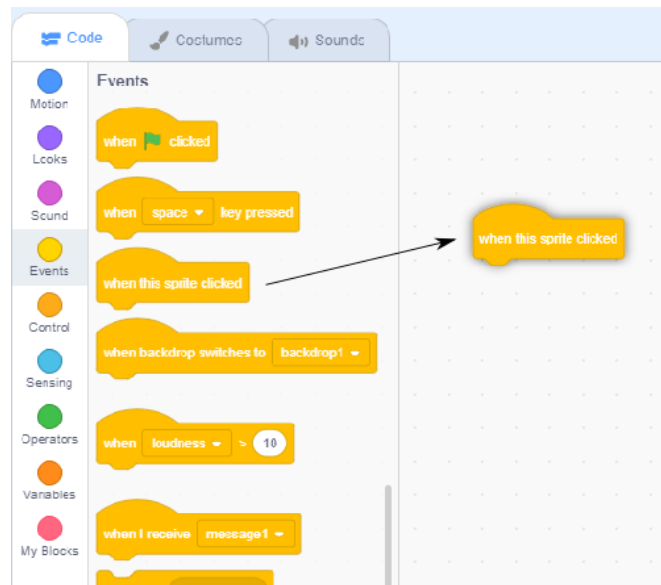 Code Costumes Sounds
Motion
Looks
Sound
Events
Control
Sensing
Operators
Variables
My Blocks
Events
when clicked
when space key pressed
when this sprite clicked
when backdrop switches to backdrop1
when loudness > 10
when I receive message1
when this sprite clicked